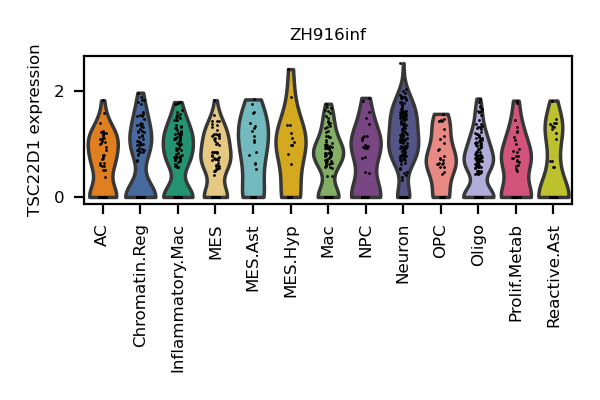 ZH916inf
TSC22D1 expression
2
0
AC
Chromatin.Reg
Inflammatory.Mac
MES
MES.Ast
MES.Hyp
Mac
NPC
Neuron
OPC
Oligo
Prolif.Metab
Reactive.Ast